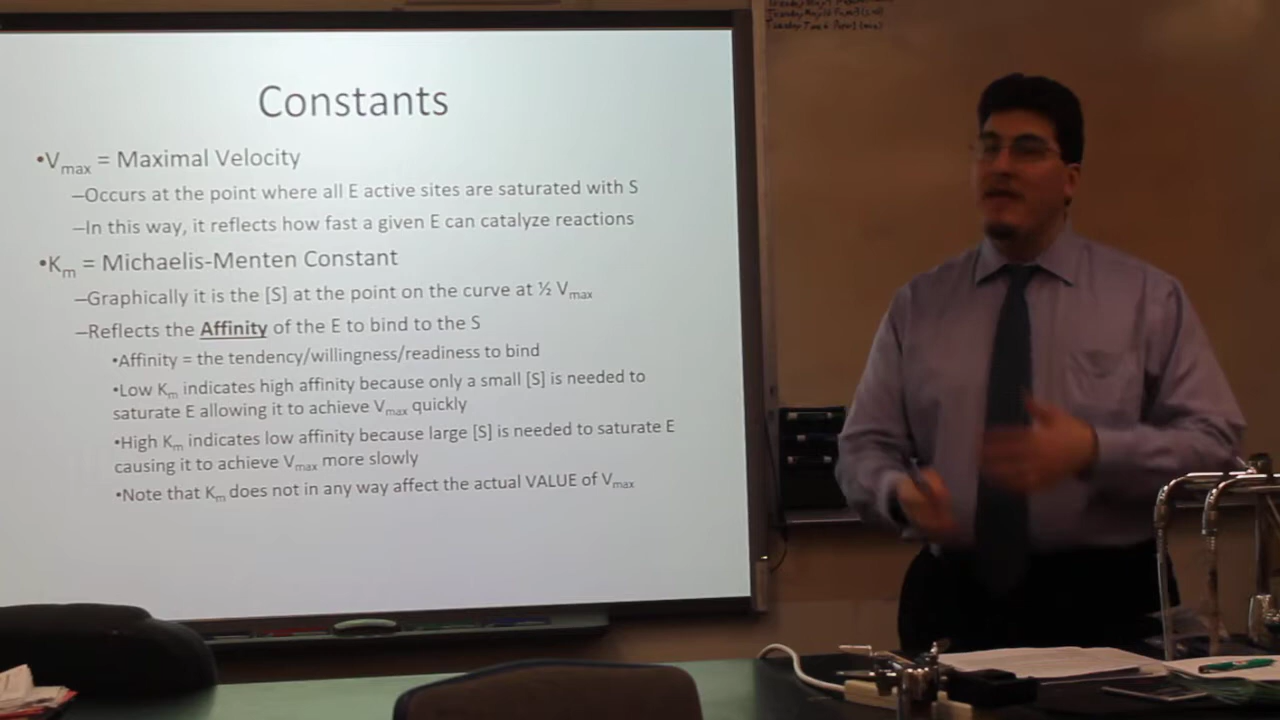 Constants
•Vmax = Maximal Velocity
–Occurs at the point where all E active sites are saturated with S
–In this way, it reflects how fast a given E can catalyze reactions
•Km = Michaelis-Menten Constant
–Graphically it is the [S] at the point on the curve at ½ Vmax
–Reflects the Affinity of the E to bind to the S
•Affinity = the tendency/willingness/readiness to bind
•Low Km indicates high affinity because only a small [S] is needed to
saturate E allowing it to achieve Vmax quickly
•High Km indicates low affinity because large [S] is needed to saturate E
causing it to achieve Vmax more slowly
•Note that Km does not in any way affect the actual VALUE of Vmax